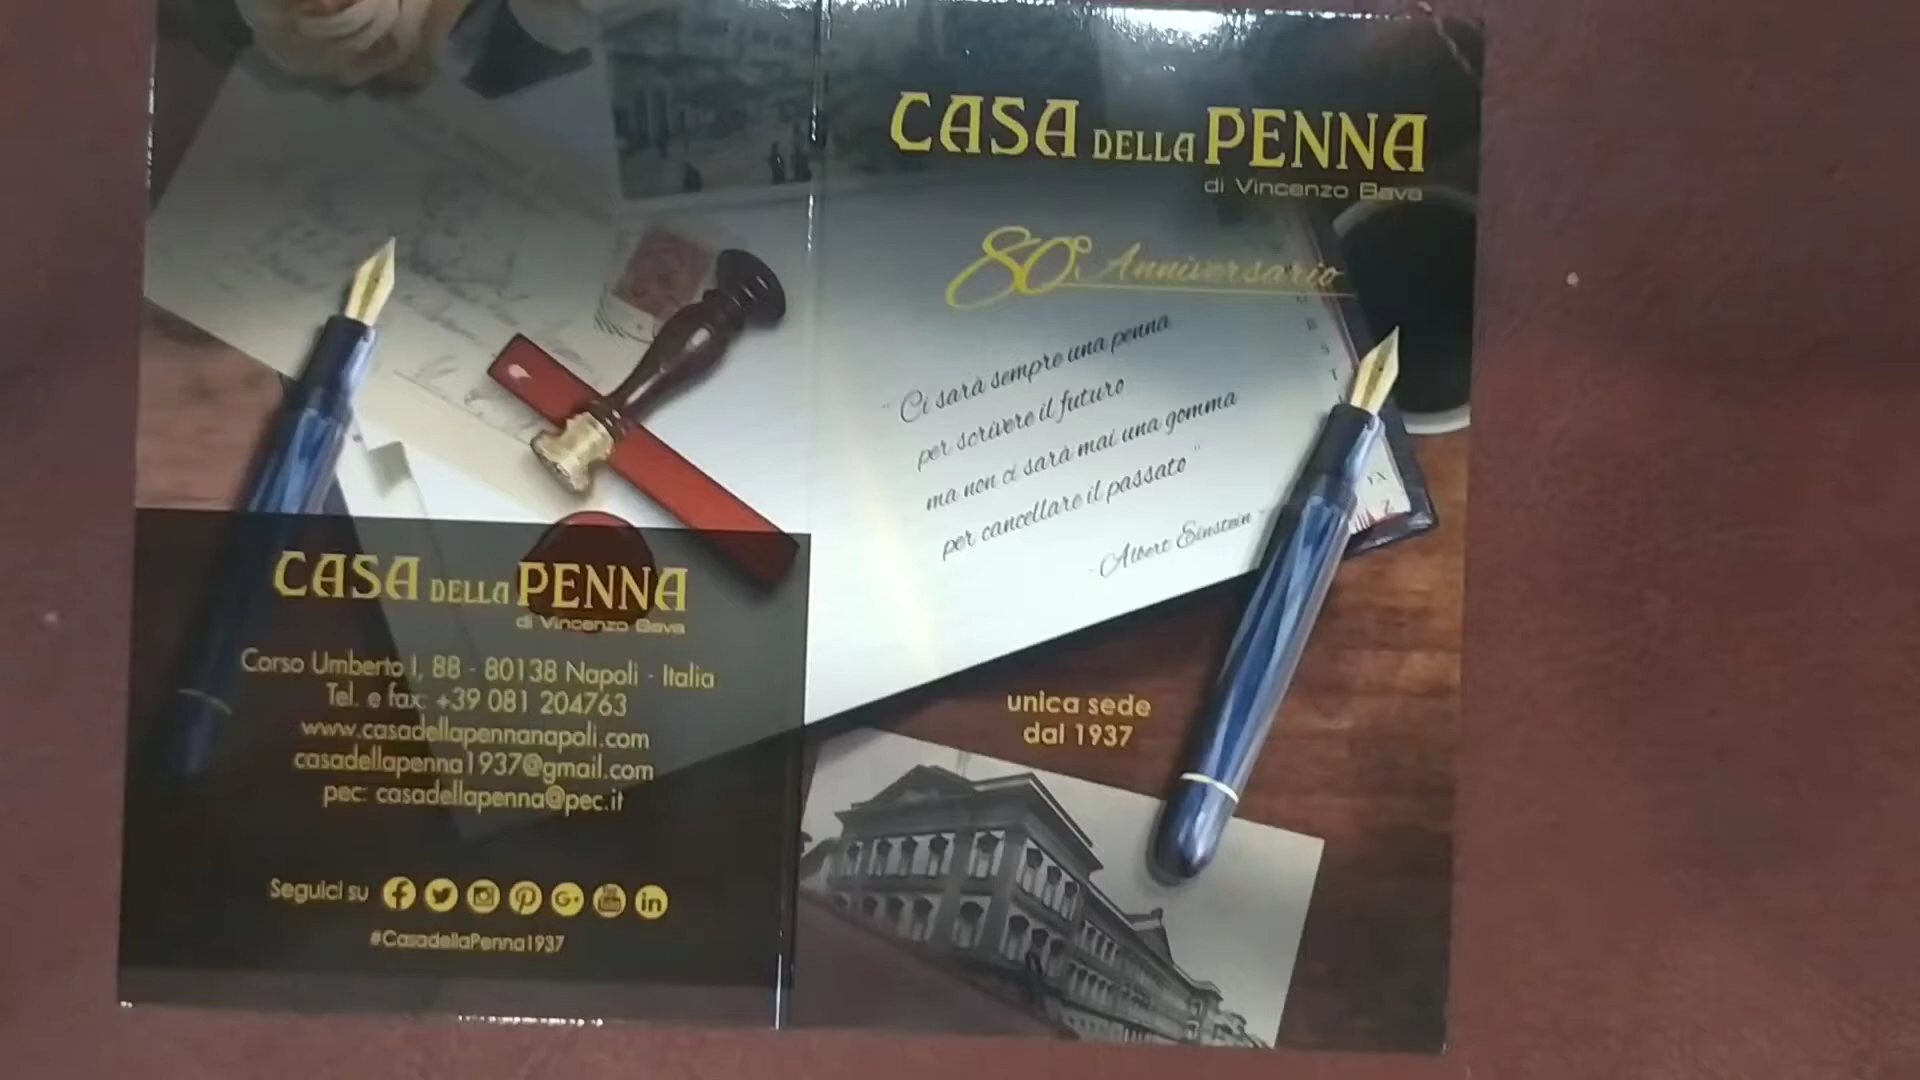 CASA DELLA PENNA
di Vincenzo Bava
Corso Umberto I, 88 - 80138 Napoli - Italia
Tel. e fax: +39 081 204763
www.casadellapennanapoli.com
casadellapenna1937@gmail.com
pec: casadellapenna@pec.it
Seguici su
#CasadellaPenna1937
CASA DELLA PENNA
di Vincenzo Bava
80° Anniversario
" Ci sarà sempre una penna
per scrivere il futuro
ma non ci sarà mai una gomma
per cancellare il passato "
- Albert Einstein -
unica sede
dal 1937